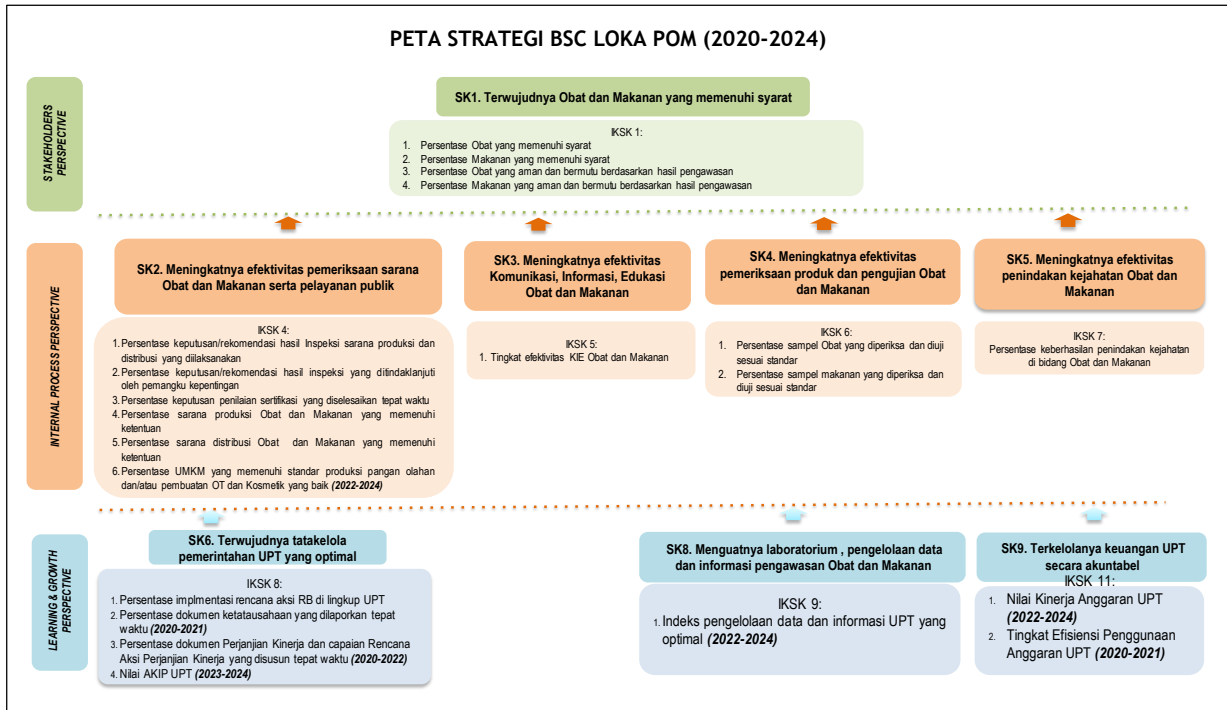 PETA STRATEGI BSC LOKA POM (2020-2024)
STAKEHOLDERS
PERSPECTIVE
SK1. Terwujudnya Obat dan Makanan yang memenuhi syarat
IKSK 1:
1. Persentase Obat yang memenuhi syarat
2. Persentase Makanan yang memenuhi syarat
3. Persentase Obat yang aman dan bermutu berdasarkan hasil pengawasan
4. Persentase Makanan yang aman dan bermutu berdasarkan hasil pengawasan
INTERNAL PROCESS PERSPECTIVE
SK2. Meningkatnya efektivitas pemeriksaan sarana
Obat dan Makanan serta pelayanan publik
IKSK 4:
1. Persentase keputusan/rekomendasi hasil Inspeksi sarana produksi dan
distribusi yang diilaksanakan
2. Persentase keputusan/rekomendasi hasil inspeksi yang ditindaklanjuti
oleh pemangku kepentingan
3. Persentase keputusan penilaian sertifikasi yang diselesaikan tepat waktu
4. Persentase sarana produksi Obat dan Makanan yang memenuhi
ketentuan
5. Persentase sarana distribusi Obat dan Makanan yang memenuhi
ketentuan
6. Persentase UMKM yang memenuhi standar produksi pangan olahan
dan/atau pembuatan OT dan Kosmetik yang baik (2022-2024)
SK3. Meningkatnya efektivitas
Komunikasi, Informasi, Edukasi
Obat dan Makanan
IKSK 5:
1. Tingkat efektivitas KIE Obat dan Makanan
SK4. Meningkatnya efektivitas
pemeriksaan produk dan pengujian Obat
dan Makanan
IKSK 6:
1. Persentase sampel Obat yang diperiksa dan diuji
sesuai standar
2. Persentase sampel makanan yang diperiksa dan
diuji sesuai standar
SK5. Meningkatnya efektivitas
penindakan kejahatan Obat dan
Makanan
IKSK 7:
Persentase keberhasilan penindakan kejahatan
di bidang Obat dan Makanan
LEARNING & GROWTH
PERSPECTIVE
SK6. Terwujudnya tatakelola
pemerintahan UPT yang optimal
IKSK 8:
1. Persentase implmentasi rencana aksi RB di lingkup UPT
2. Persentase dokumen ketatausahaan yang dilaporkan tepat
waktu (2020-2021)
3. Persentase dokumen Perjanjian Kinerja dan capaian Rencana
Aksi Perjanjian Kinerja yang disusun tepat waktu (2020-2022)
4. Nilai AKIP UPT (2023-2024)
SK8. Menguatnya laboratorium , pengelolaan data
dan informasi pengawasan Obat dan Makanan
IKSK 9:
1. Indeks pengelolaan data dan informasi UPT yang
optimal (2022-2024)
SK9. Terkelolanya keuangan UPT
secara akuntabel
IKSK 11:
1. Nilai Kinerja Anggaran UPT
(2022-2024)
2. Tingkat Efisiensi Penggunaan
Anggaran UPT (2020-2021)